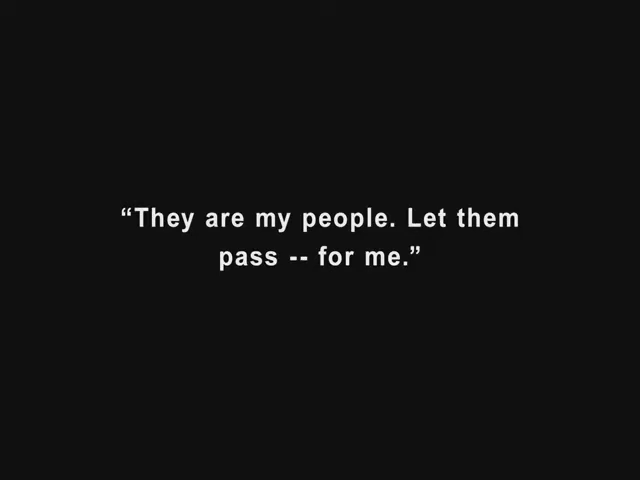 “They are my people. Let them
pass -- for me.”